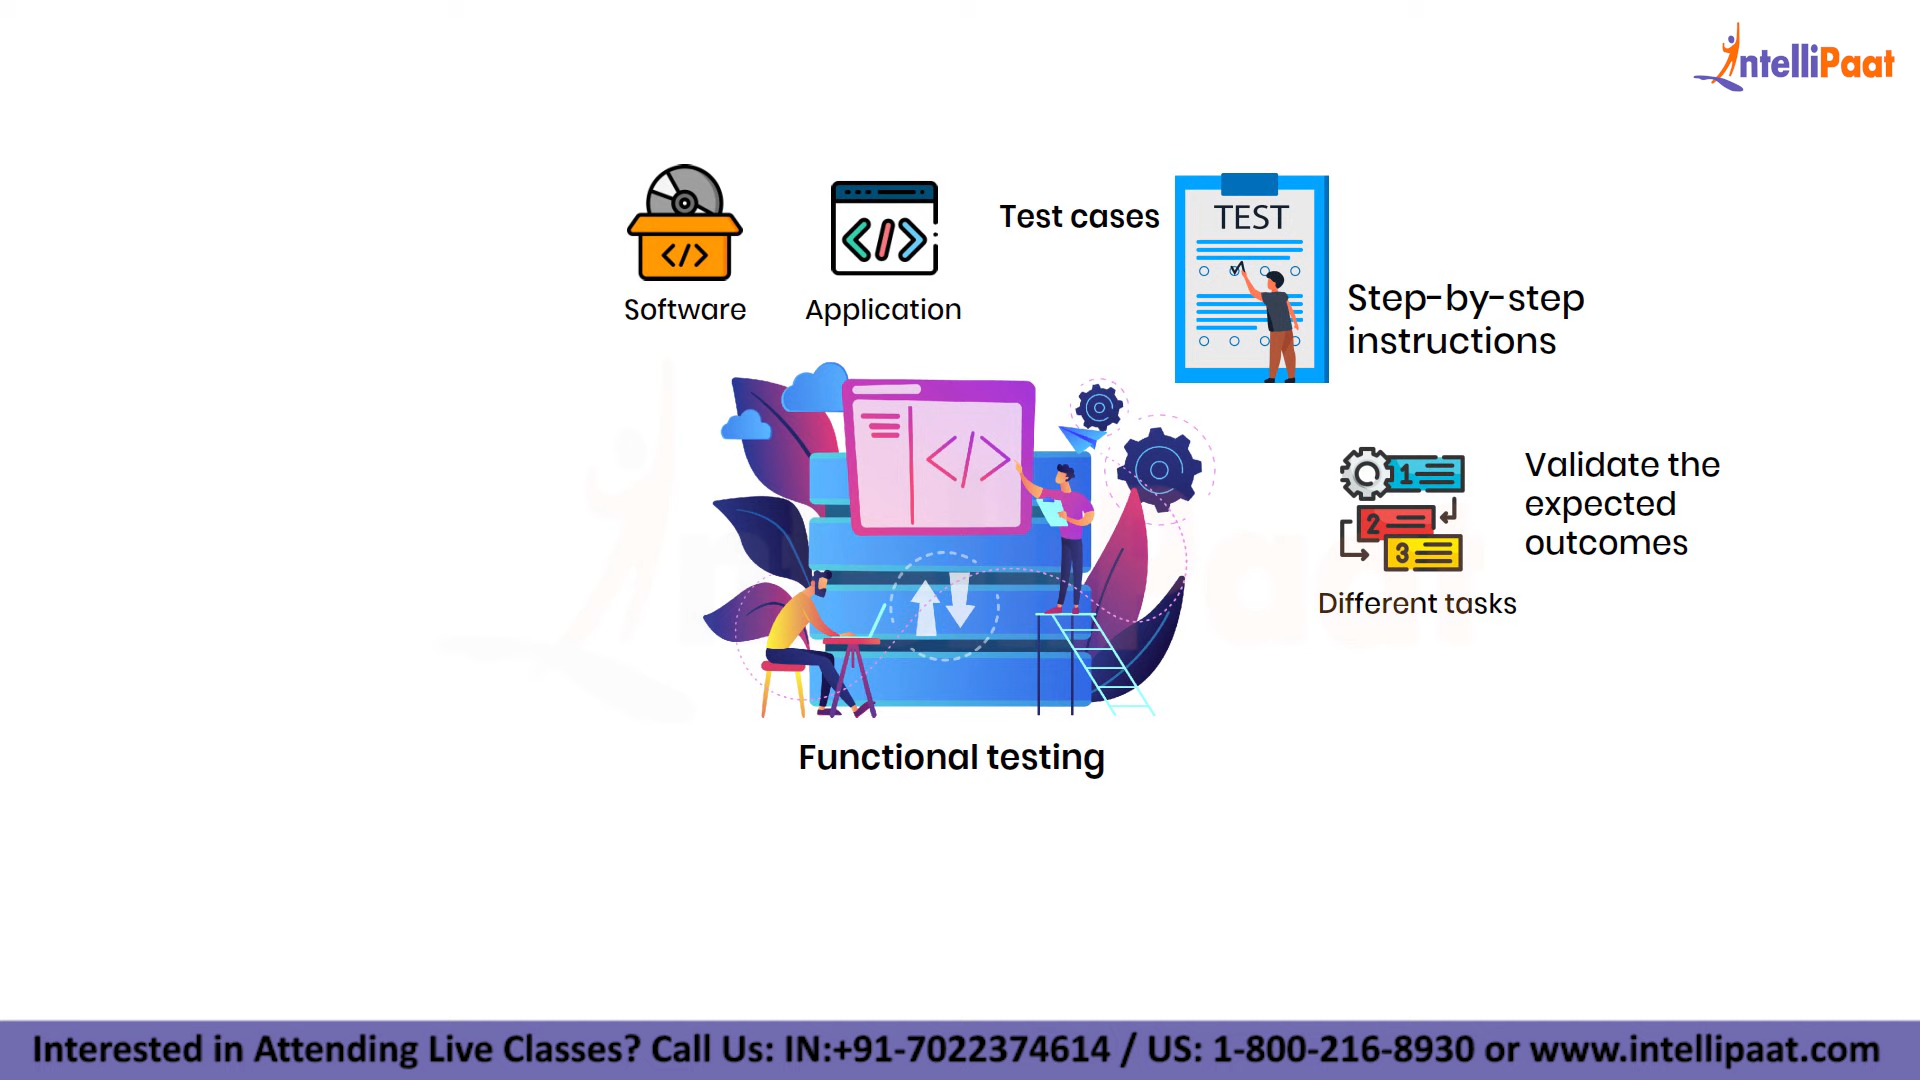 IntelliPaat
Test cases
TEST
Software
Application
Step-by-step
instructions
1
2
3
Validate the
expected
outcomes
Different tasks
Functional testing
Interested in Attending Live Classes? Call Us: IN:+91-7022374614 / US: 1-800-216-8930 or www.intellipaat.com